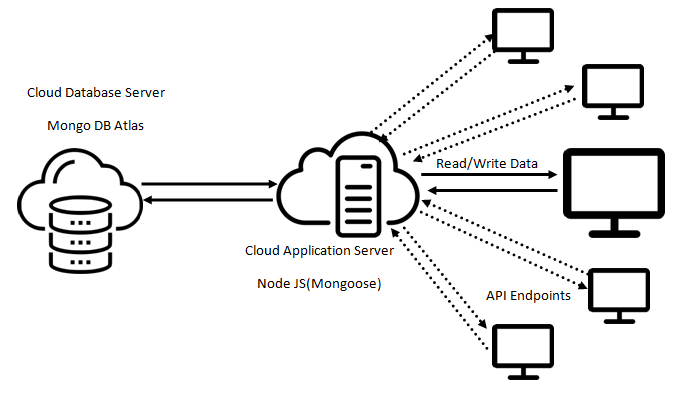 Cloud Database Server
Mongo DB Atlas
Read/Write Data
Cloud Application Server
Node JS(Mongoose)
API Endpoints